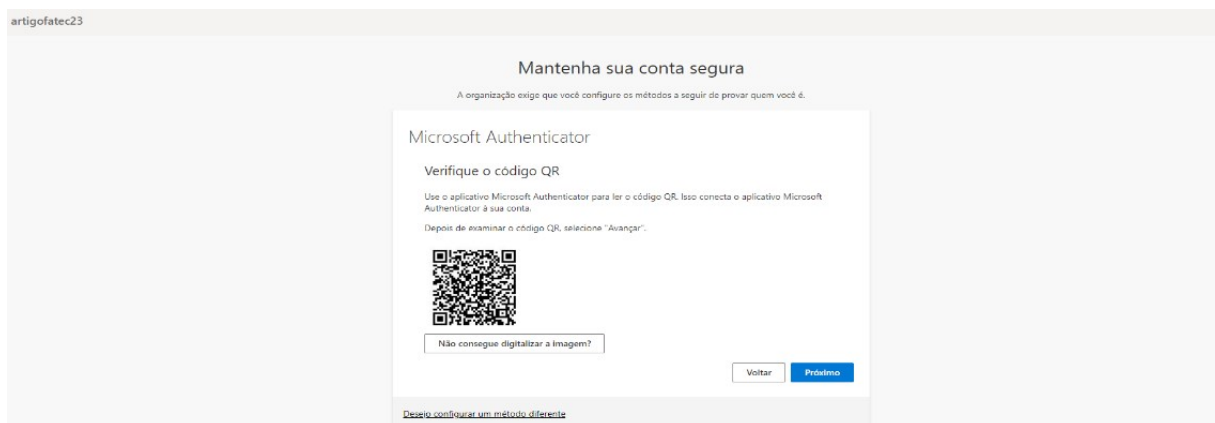 artigofatec23
Mantenha sua conta segura
A organização exige que você configure os métodos a seguir de provar quem você é.
Microsoft Authenticator
Verifique o código QR
Use o aplicativo Microsoft Authenticator para ler o código QR. Isso conecta o aplicativo Microsoft
Authenticator à sua conta.
Depois de examinar o código QR, selecione "Avançar".
Não consegue digitalizar a imagem?
Voltar
Próximo
Desejo configurar um método diferente